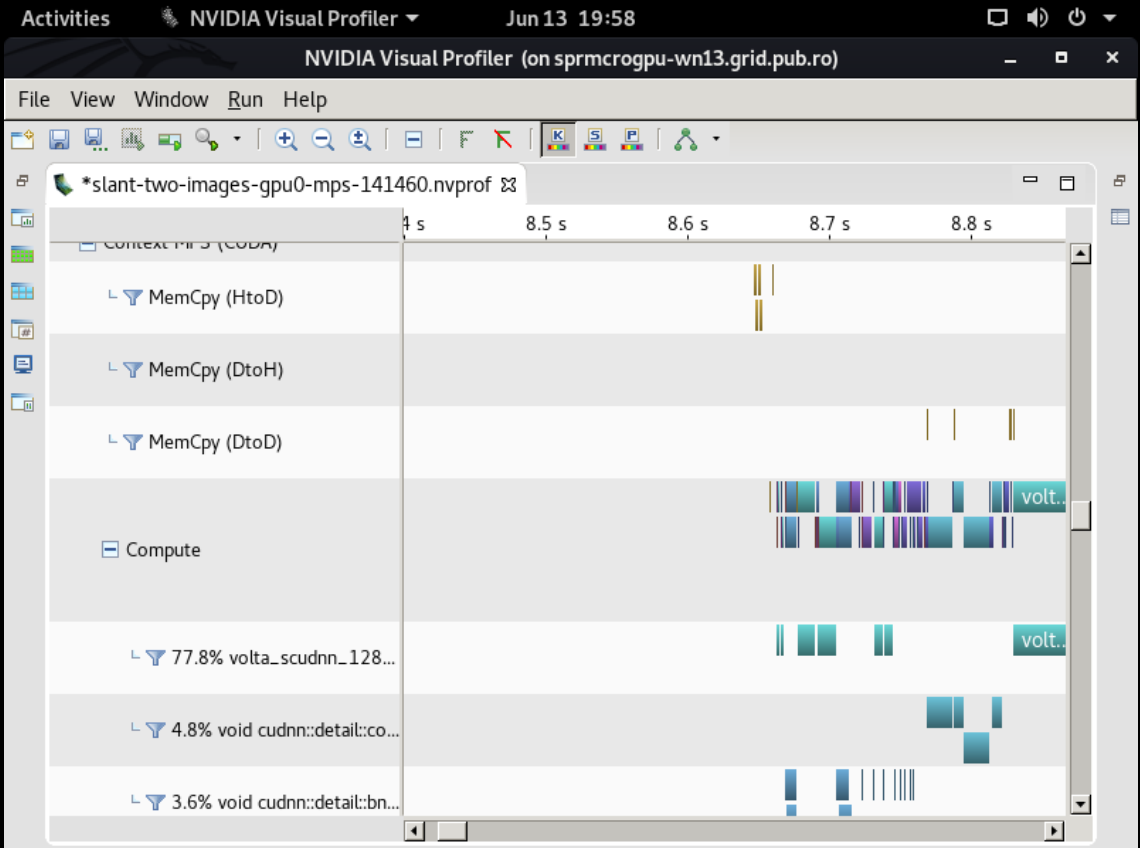 Activities NVIDIA Visual Profiler Jun 13 19:58
NVIDIA Visual Profiler (on sprmcrogpu-wn13.grid.pub.ro)
File View Window Run Help
K S P
*slant-two-images-gpu0-mps-141460.nvprof
4 s 8.5 s 8.6 s 8.7 s 8.8 s
Context MPS (CUDA)
MemCpy (HtoD)
MemCpy (DtoH)
MemCpy (DtoD)
volt..
Compute
77.8% volta_scudnn_128...
volt..
4.8% void cudnn::detail::co...
3.6% void cudnn::detail::bn...